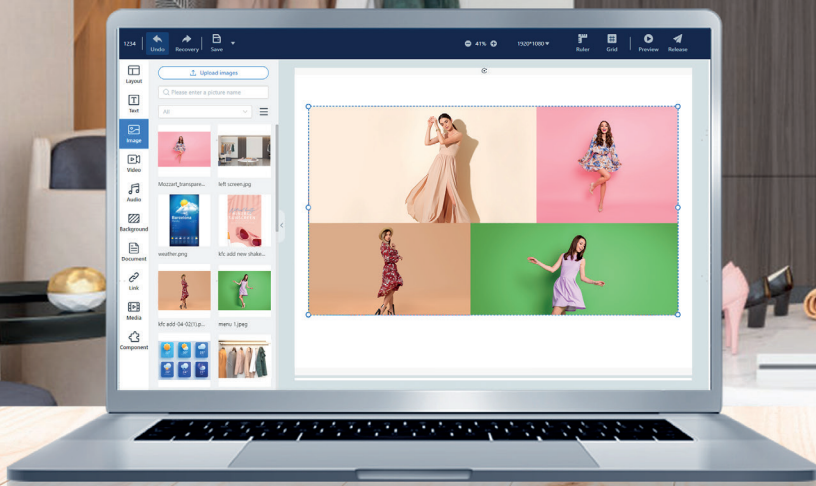 1234
Undo
Recovery
Save
41%
1920*1080
Ruler
Grid
Preview
Release
Layout
Text
Image
Video
Audio
Background
Document
Link
Media
Component
Upload images
Please enter a picture name
All
Mozzart_transpare...
left screen.jpg
Barcelona
weather.png
kfc add new shake...
kfc add-04-02(1).p...
menu 1.jpeg